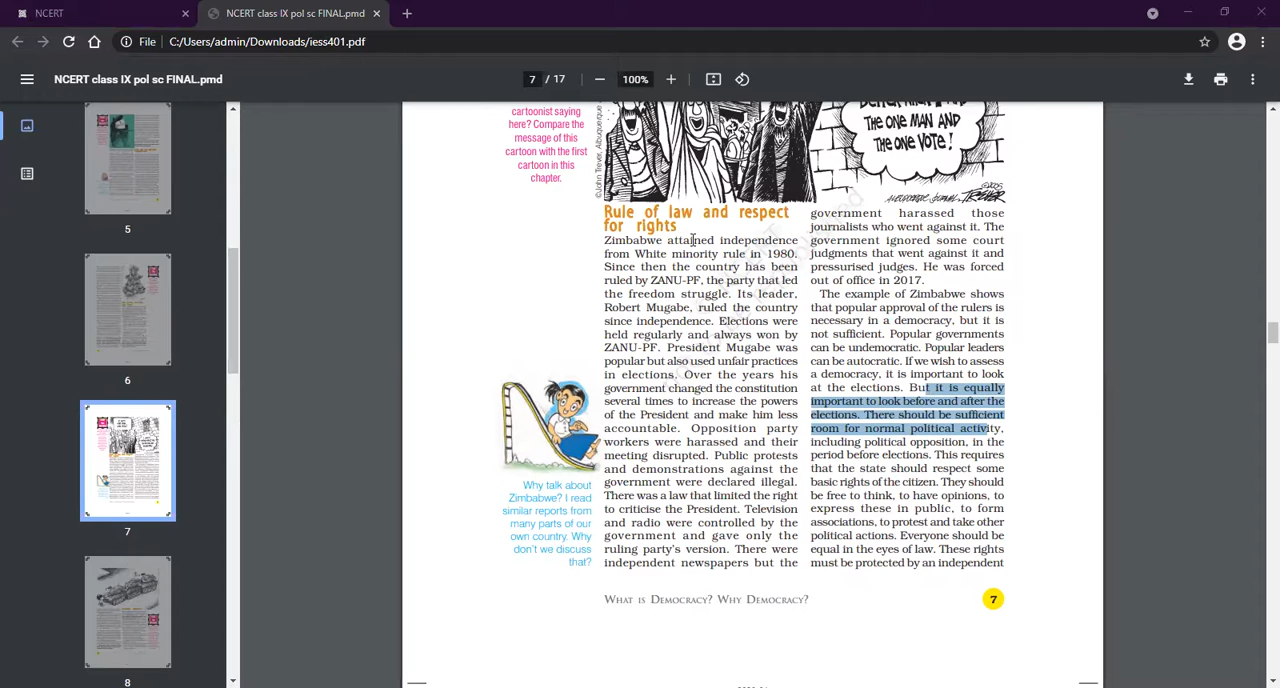 NCERT
NCERT class IX pol sc FINAL.pmd
File
C:/Users/admin/Downloads/iess401.pdf
NCERT class IX pol sc FINAL.pmd
7 / 17
100%
5
6
7
8
cartoonist saying
here? Compare the
message of this
cartoon with the first
cartoon in this
chapter.
©John Trever, Albuquerque
THE ONE MAN AND
THE ONE VOTE!
©2005
ALBUQUERQUE JOURNAL TREVER
Rule of law and respect
for rights
Zimbabwe attained independence
from White minority rule in 1980.
Since then the country has been
ruled by ZANU-PF, the party that led
the freedom struggle. Its leader,
Robert Mugabe, ruled the country
since independence. Elections were
held regularly and always won by
ZANU-PF. President Mugabe was
popular but also used unfair practices
in elections. Over the years his
government changed the constitution
several times to increase the powers
of the President and make him less
accountable. Opposition party
workers were harassed and their
meeting disrupted. Public protests
and demonstrations against the
government were declared illegal.
There was a law that limited the right
to criticise the President. Television
and radio were controlled by the
government and gave only the
ruling party's version. There were
independent newspapers but the
government harassed those
journalists who went against it. The
government ignored some court
judgments that went against it and
pressurised judges. He was forced
out of office in 2017.
The example of Zimbabwe shows
that popular approval of the rulers is
necessary in a democracy, but it is
not sufficient. Popular governments
can be undemocratic. Popular leaders
can be autocratic. If we wish to assess
a democracy, it is important to look
at the elections. But it is equally
important to look before and after the
elections. There should be sufficient
room for normal political activity,
including political opposition, in the
period before elections. This requires
that the state should respect some
basic rights of the citizen. They should
be free to think, to have opinions, to
express these in public, to form
associations, to protest and take other
political actions. Everyone should be
equal in the eyes of law. These rights
must be protected by an independent
Why talk about
Zimbabwe? I read
similar reports from
many parts of our
own country. Why
don't we discuss
that?
What is Democracy? Why Democracy?
7